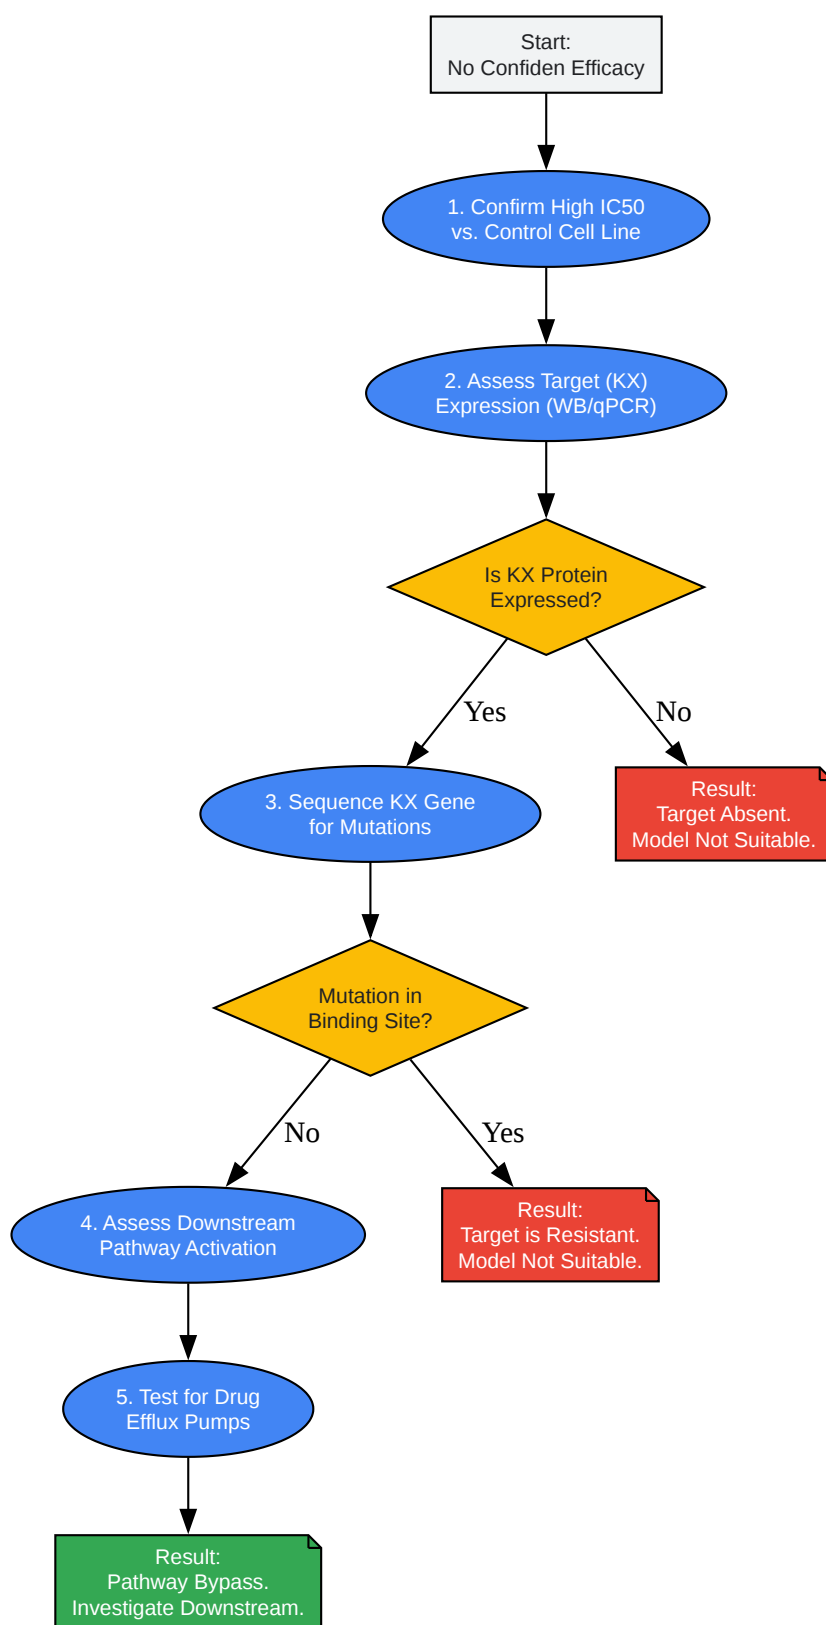 Start:
No Confiden Efficacy
1. Confirm High IC50
vs. Control Cell Line
2. Assess Target (KX)
Expression (WB/qPCR)
Is KX Protein
Expressed?
Yes
No
3. Sequence KX Gene
for Mutations
Result:
Target Absent.
Model Not Suitable.
Mutation in
Binding Site?
No
Yes
4. Assess Downstream
Pathway Activation
Result:
Target is Resistant.
Model Not Suitable.
5. Test for Drug
Efflux Pumps
Result:
Pathway Bypass.
Investigate Downstream.